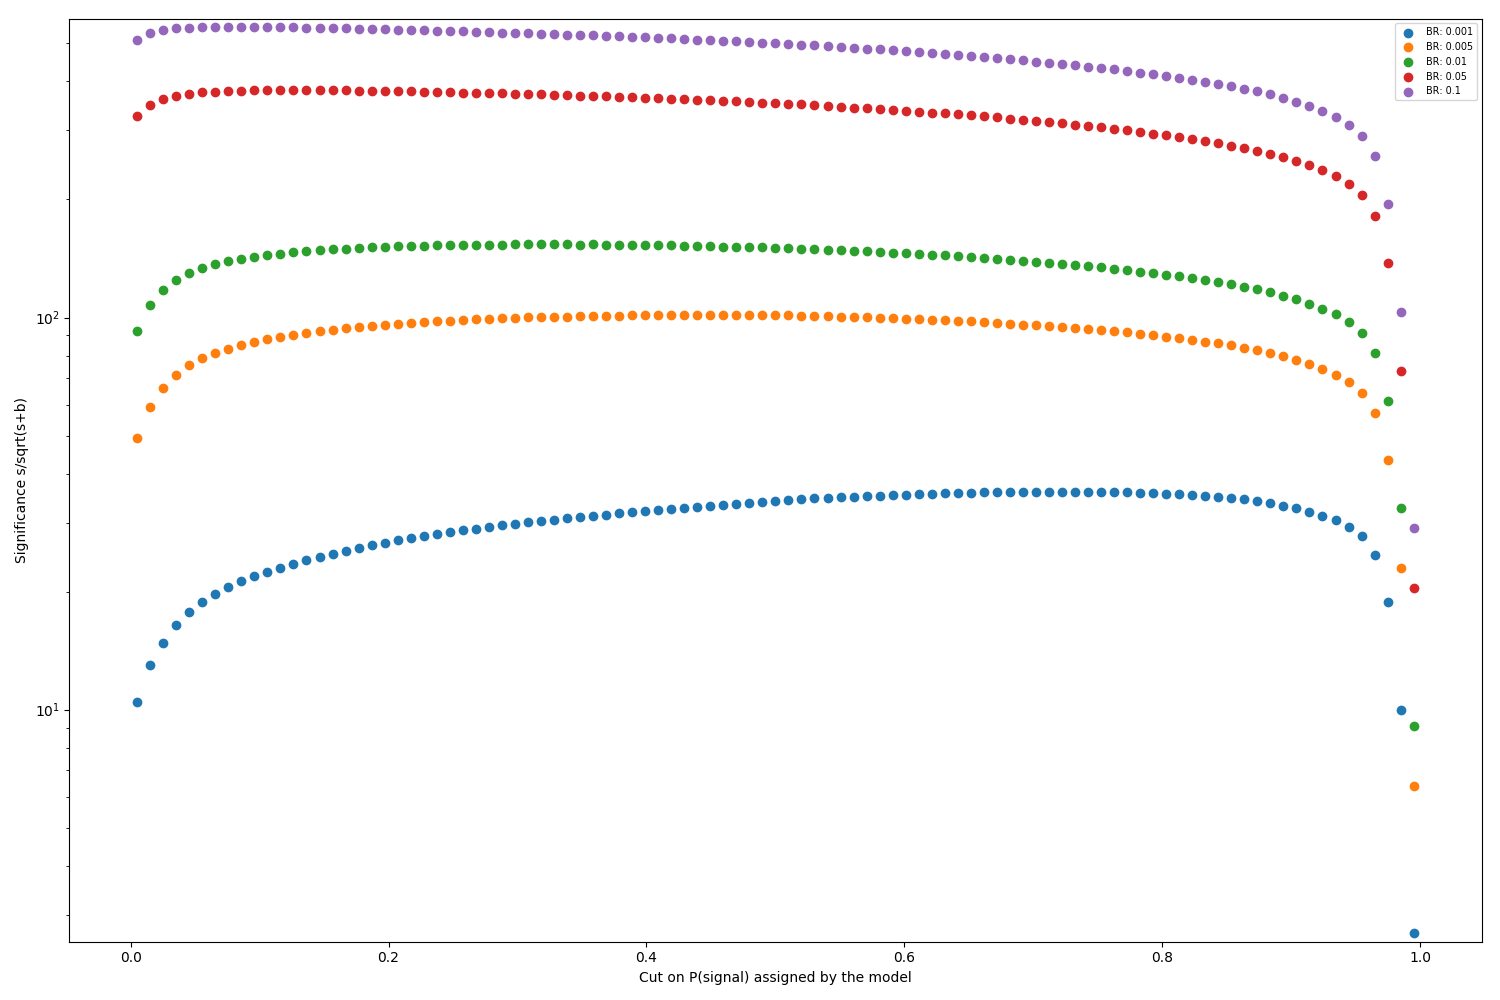 BR: 0.001
BR: 0.005
BR: 0.01
BR: 0.05
BR: 0.1
Significance s/sqrt(s+b)
10²
10¹
0.0 0.2 0.4 0.6 0.8 1.0
Cut on P(signal) assigned by the model